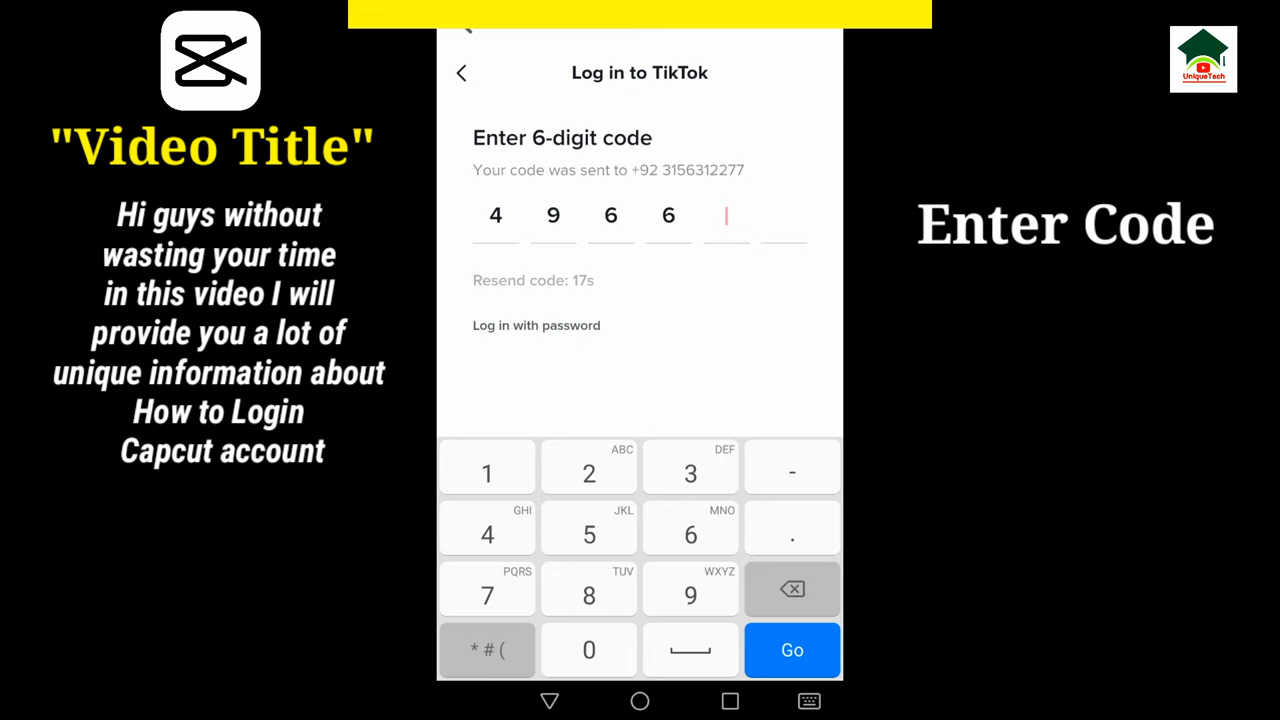 "Video Title"
Hi guys without
wasting your time
in this video I will
provide you a lot of
unique information about
How to Login
Capcut account
Log in to TikTok
Enter 6-digit code
Your code was sent to +92 3156312277
4 9 6 6
Resend code: 17s
Log in with password
1 2 ABC 3 DEF -
4 GHI 5 JKL 6 MNO .
7 PQRS 8 TUV 9 WXYZ
* # ( 0 Go
UniqueTech
Enter Code